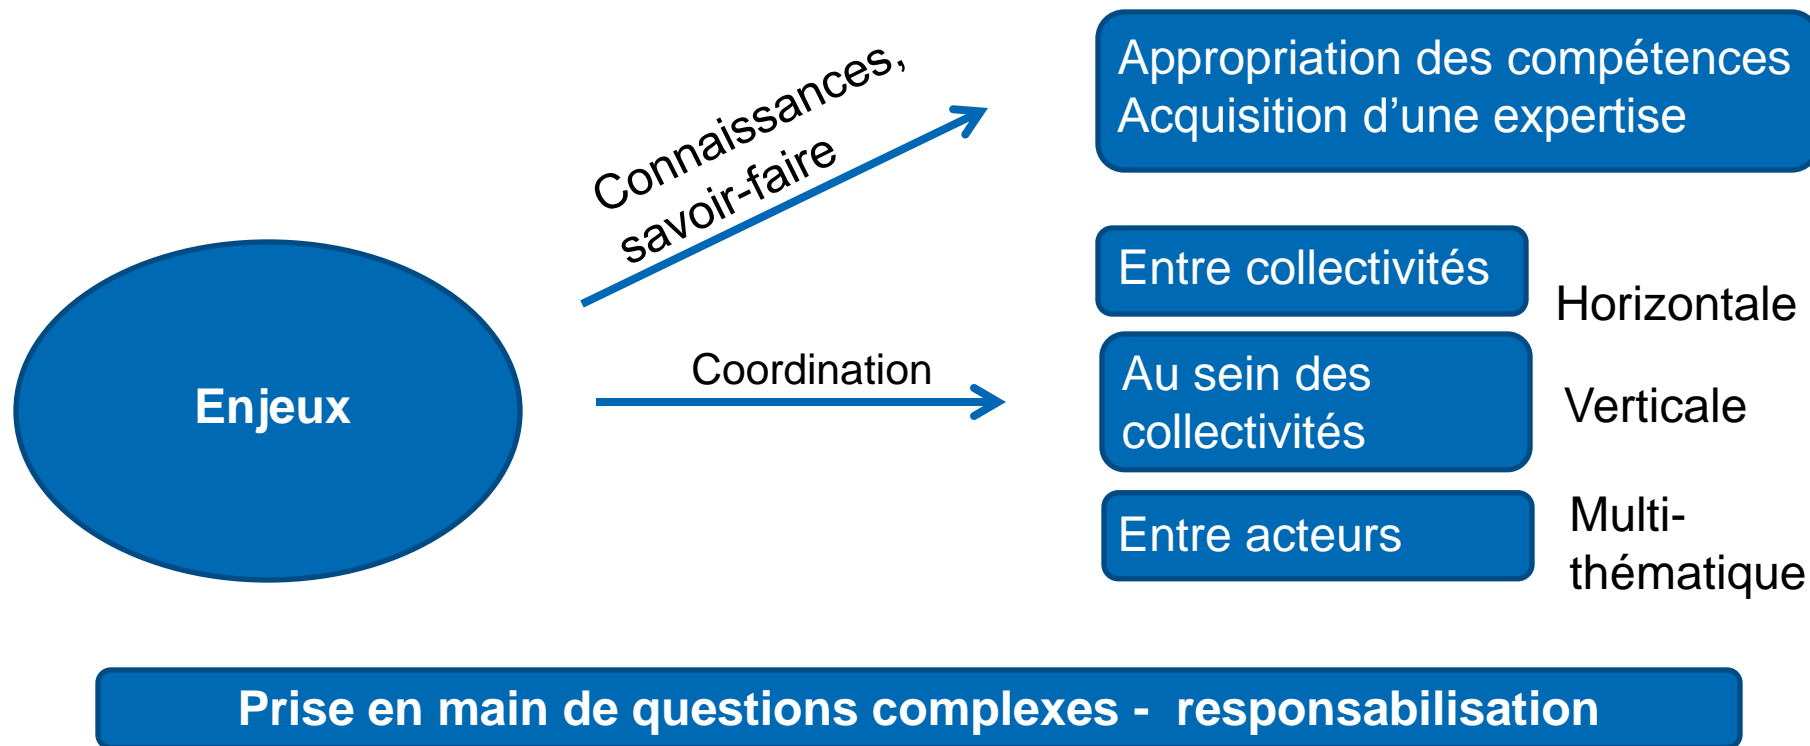 Connaissances,
savoir-faire
Appropriation des compétences
Acquisition d’une expertise
Enjeux
Coordination
Entre collectivités
Horizontale
Au sein des
collectivités
Verticale
Entre acteurs
Multi-
thématique
Prise en main de questions complexes - responsabilisation